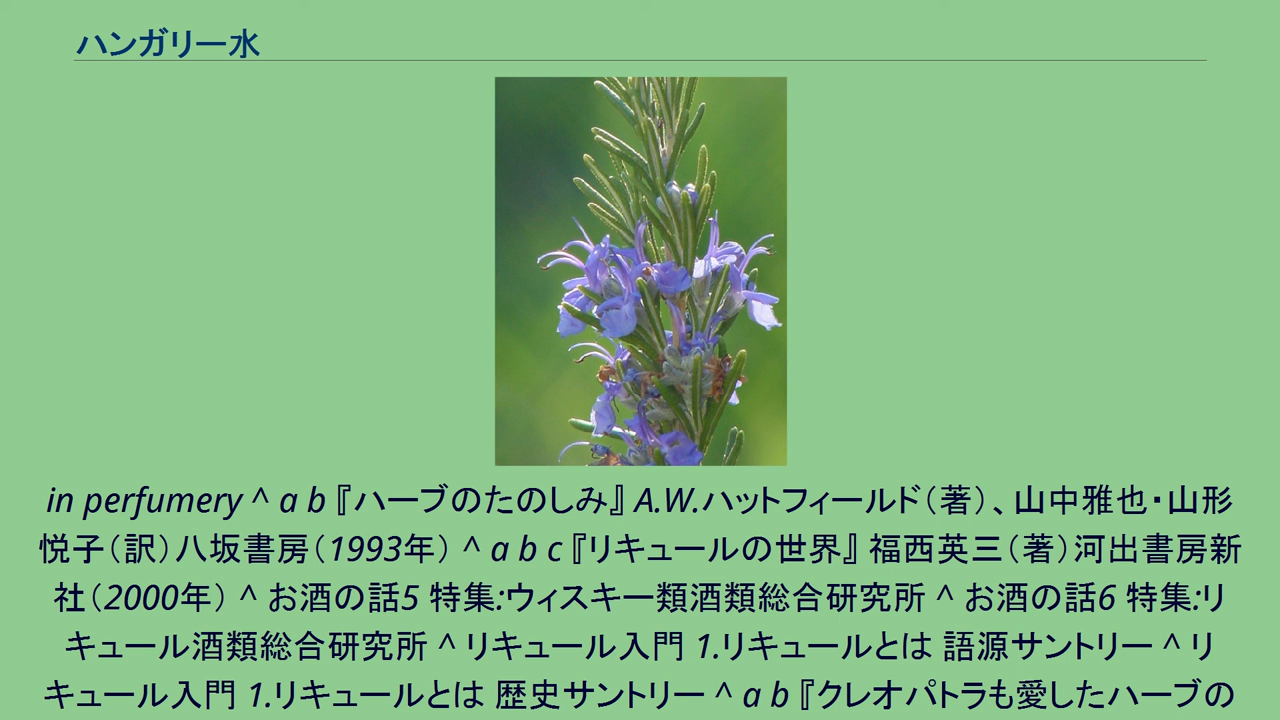 ハンガリー水
in perfumery ^ a b『ハーブのたのしみ』A.W.ハットフィールド（著）、山中雅也・山形
悦子（訳）八坂書房（1993年） ^ a b c『リキュールの世界』福西英三（著）河出書房新
社（2000年） ^ お酒の話5 特集:ウィスキー類酒類総合研究所 ^ お酒の話6 特集:リ
キュール酒類総合研究所 ^ リキュール入門 1.リキュールとは 語源サントリー ^ リ
キュール入門 1.リキュールとは 歴史サントリー ^ a b『クレオパトラも愛したハーブの